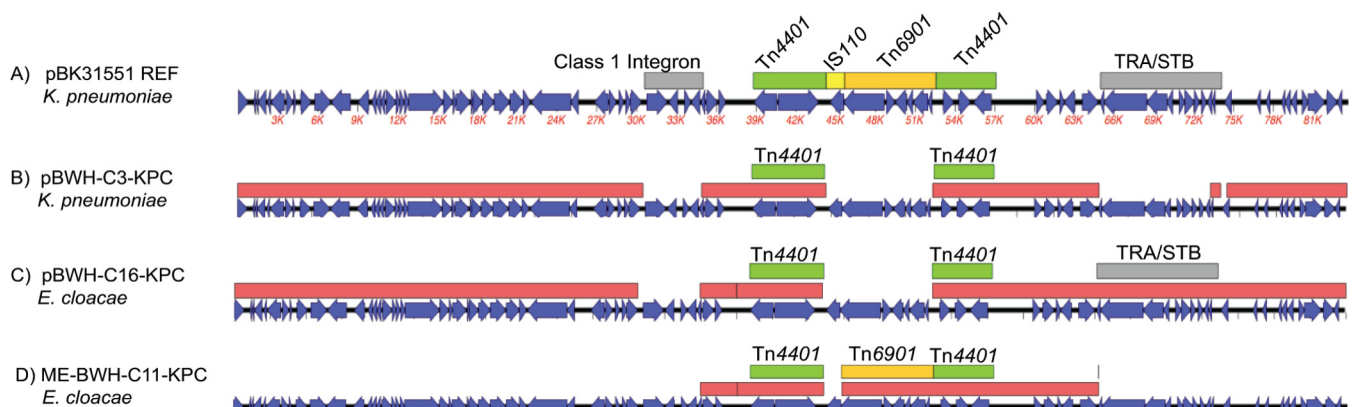 Tn4401 IS110 Tn6901 Tn4401
Class 1 Integron TRA/STB
A) pBK31551 REF
K. pneumoniae
3K 6K 9K 12K 15K 18K 21K 24K 27K 30K 33K 36K 39K 42K 45K 48K 51K 54K 57K 60K 63K 66K 69K 72K 75K 78K 81K
Tn4401 Tn4401
B) pBWH-C3-KPC
K. pneumoniae
Tn4401 Tn4401 TRA/STB
C) pBWH-C16-KPC
E. cloacae
Tn4401 Tn6901 Tn4401
D) ME-BWH-C11-KPC
E. cloacae